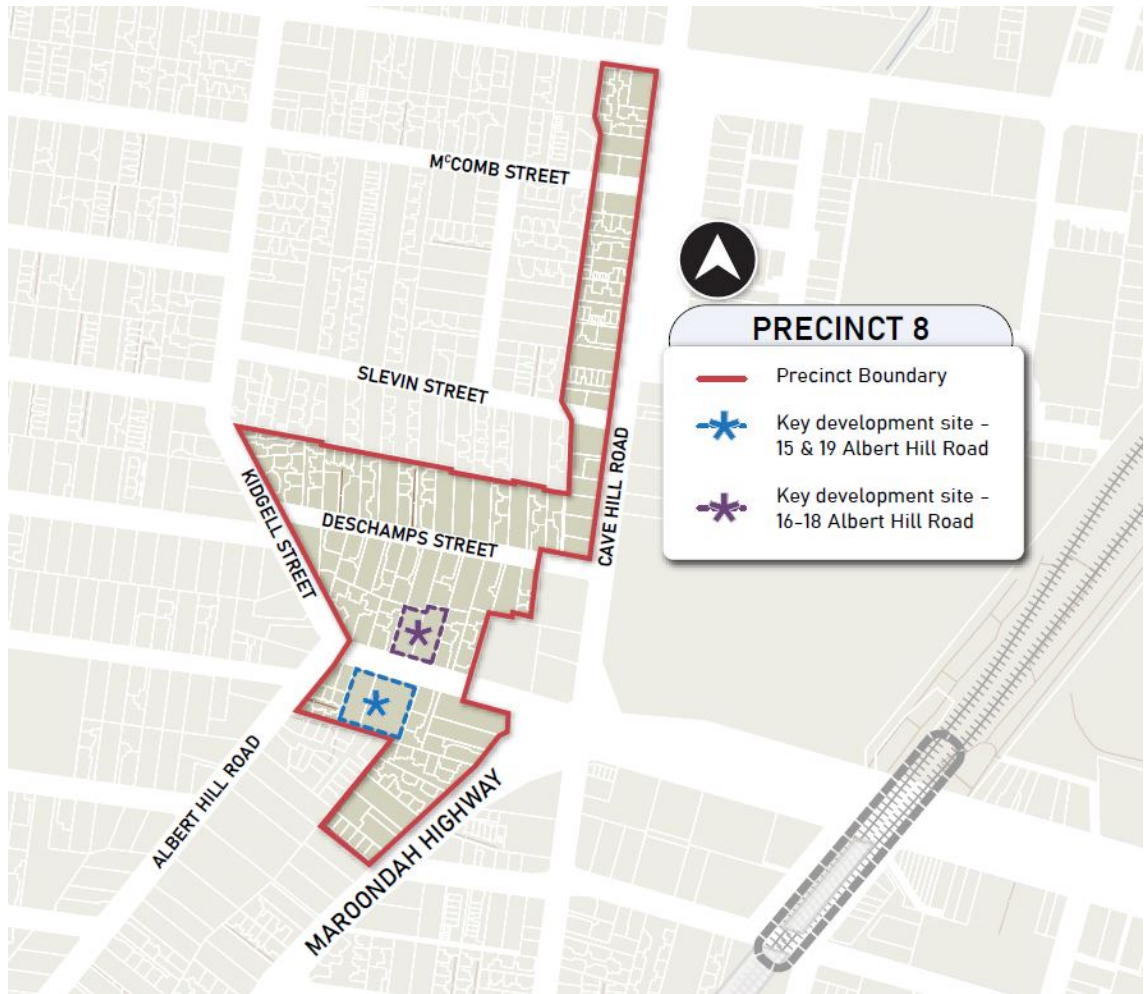 MCCOMB STREET
SLEVIN STREET
KIDGELL STREET
DESCHAMPS STREET
CAVE HILL ROAD
ALBERT HILL ROAD
MAROONDAH HIGHWAY
PRECINCT 8
Precinct Boundary
Key development site -
15 & 19 Albert Hill Road
Key development site -
16-18 Albert Hill Road